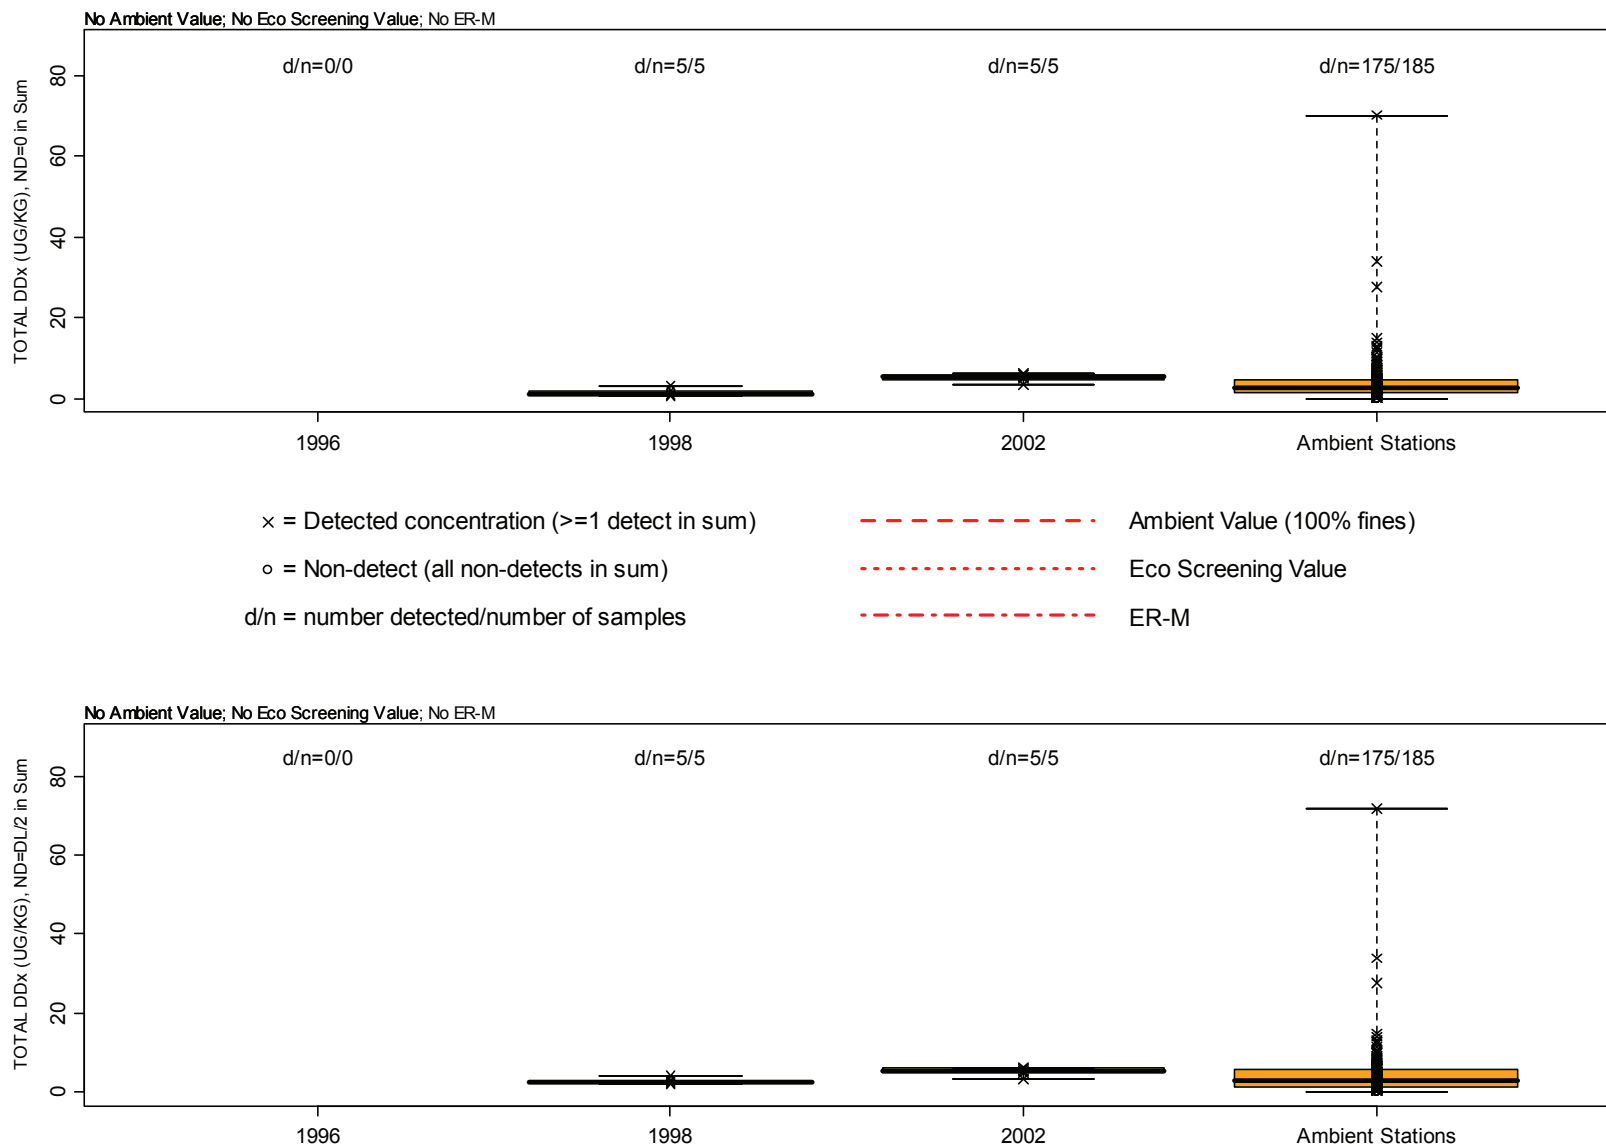 No Ambient Value; No Eco Screening Value; No ER-M
d/n=0/0 d/n=5/5 d/n=5/5 d/n=175/185
TOTAL DDx (UG/KG), ND=0 in Sum
80
60
40
20
0
1996 1998 2002 Ambient Stations
× = Detected concentration (>=1 detect in sum) Ambient Value (100% fines)
o = Non-detect (all non-detects in sum) Eco Screening Value
d/n = number detected/number of samples ER-M
No Ambient Value; No Eco Screening Value; No ER-M
d/n=0/0 d/n=5/5 d/n=5/5 d/n=175/185
TOTAL DDx (UG/KG), ND=DL/2 in Sum
80
60
40
20
0
1996 1998 2002 Ambient Stations